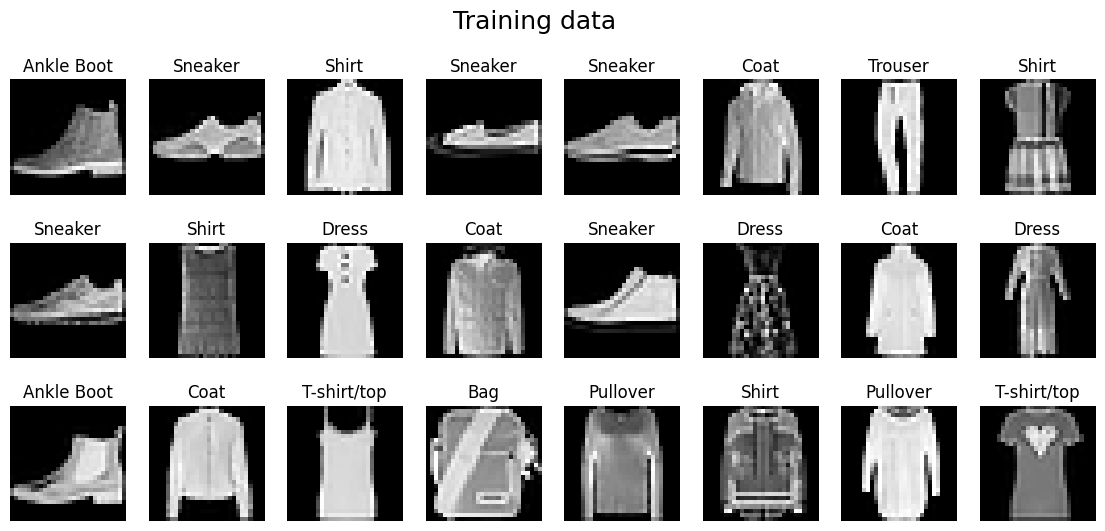 Training data
Ankle Boot Sneaker Shirt Sneaker Sneaker Coat Trouser Shirt
Sneaker Shirt Dress Coat Sneaker Dress Coat Dress
Ankle Boot Coat T-shirt/top Bag Pullover Shirt Pullover T-shirt/top